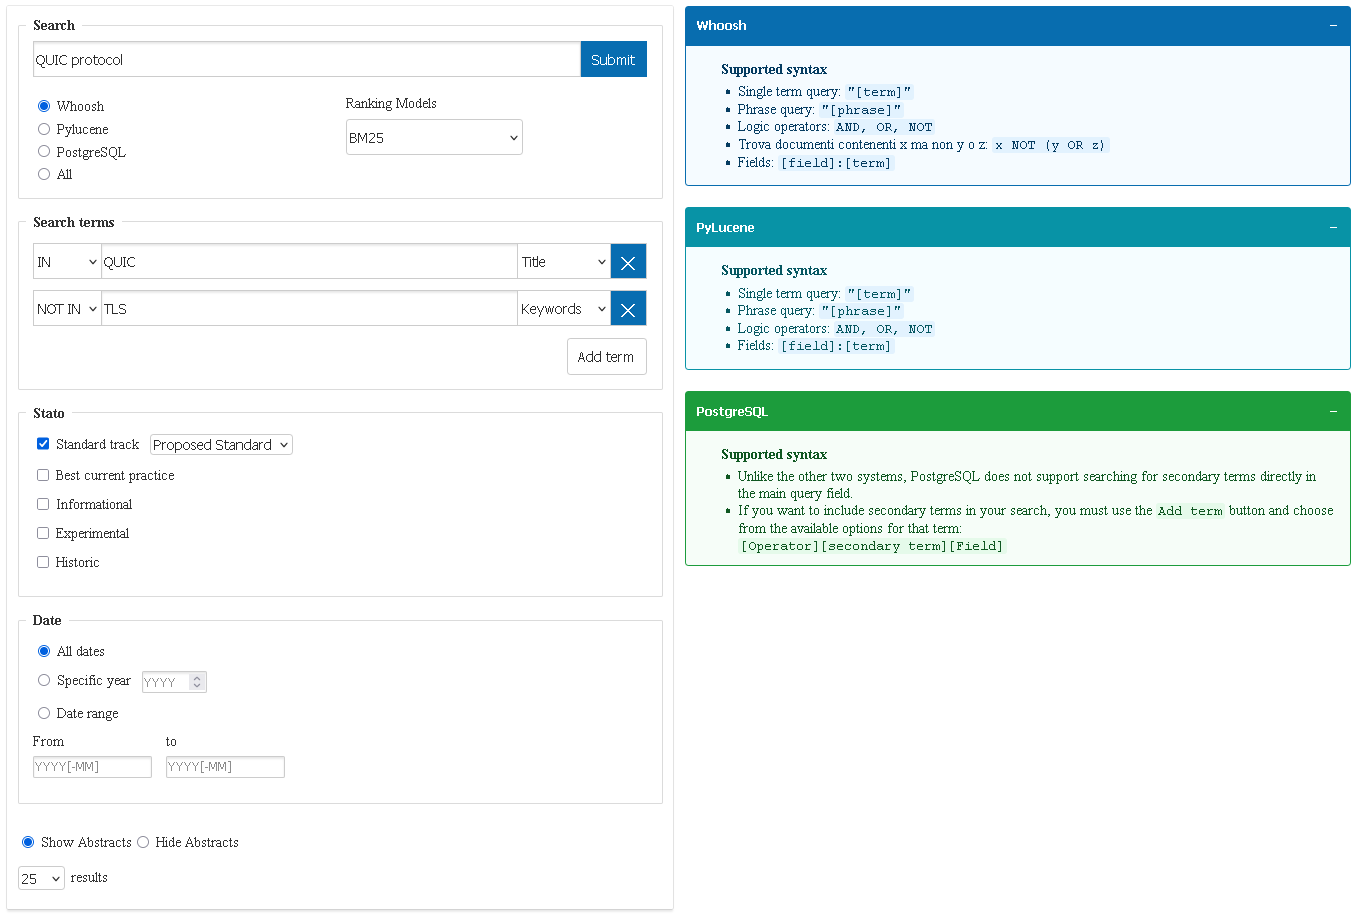 Search
QUIC protocol
Submit
Whoosh
Pylucene
PostgreSQL
All
Ranking Models
BM25
Search terms
IN QUIC Title
NOT IN TLS Keywords
Add term
Stato
Standard track Proposed Standard
Best current practice
Informational
Experimental
Historic
Date
All dates
Specific year YYYY
Date range
From to
YYYY[-MM] YYYY[-MM]
Show Abstracts Hide Abstracts
25 results
Whoosh −
Supported syntax
• Single term query: "[term]"
• Phrase query: "[phrase]"
• Logic operators: AND, OR, NOT
• Trova documenti contenenti x ma non y o z: x NOT (y OR z)
• Fields: [field]:[term]
PyLucene −
Supported syntax
• Single term query: "[term]"
• Phrase query: "[phrase]"
• Logic operators: AND, OR, NOT
• Fields: [field]:[term]
PostgreSQL −
Supported syntax
• Unlike the other two systems, PostgreSQL does not support searching for secondary terms directly in
the main query field.
• If you want to include secondary terms in your search, you must use the Add term button and choose
from the available options for that term:
[Operator][secondary term][Field]